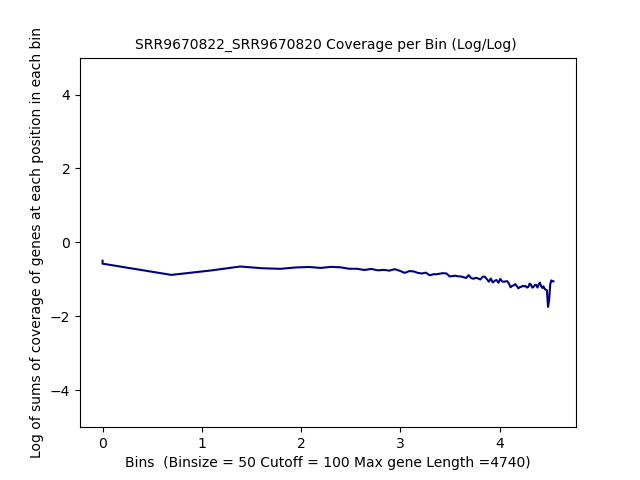 SRR9670822_SRR9670820 Coverage per Bin (Log/Log)
Log of sums of coverage of genes at each position in each bin
4
2
0
−2
−4
0 1 2 3 4
Bins  (Binsize = 50 Cutoff = 100 Max gene Length =4740)